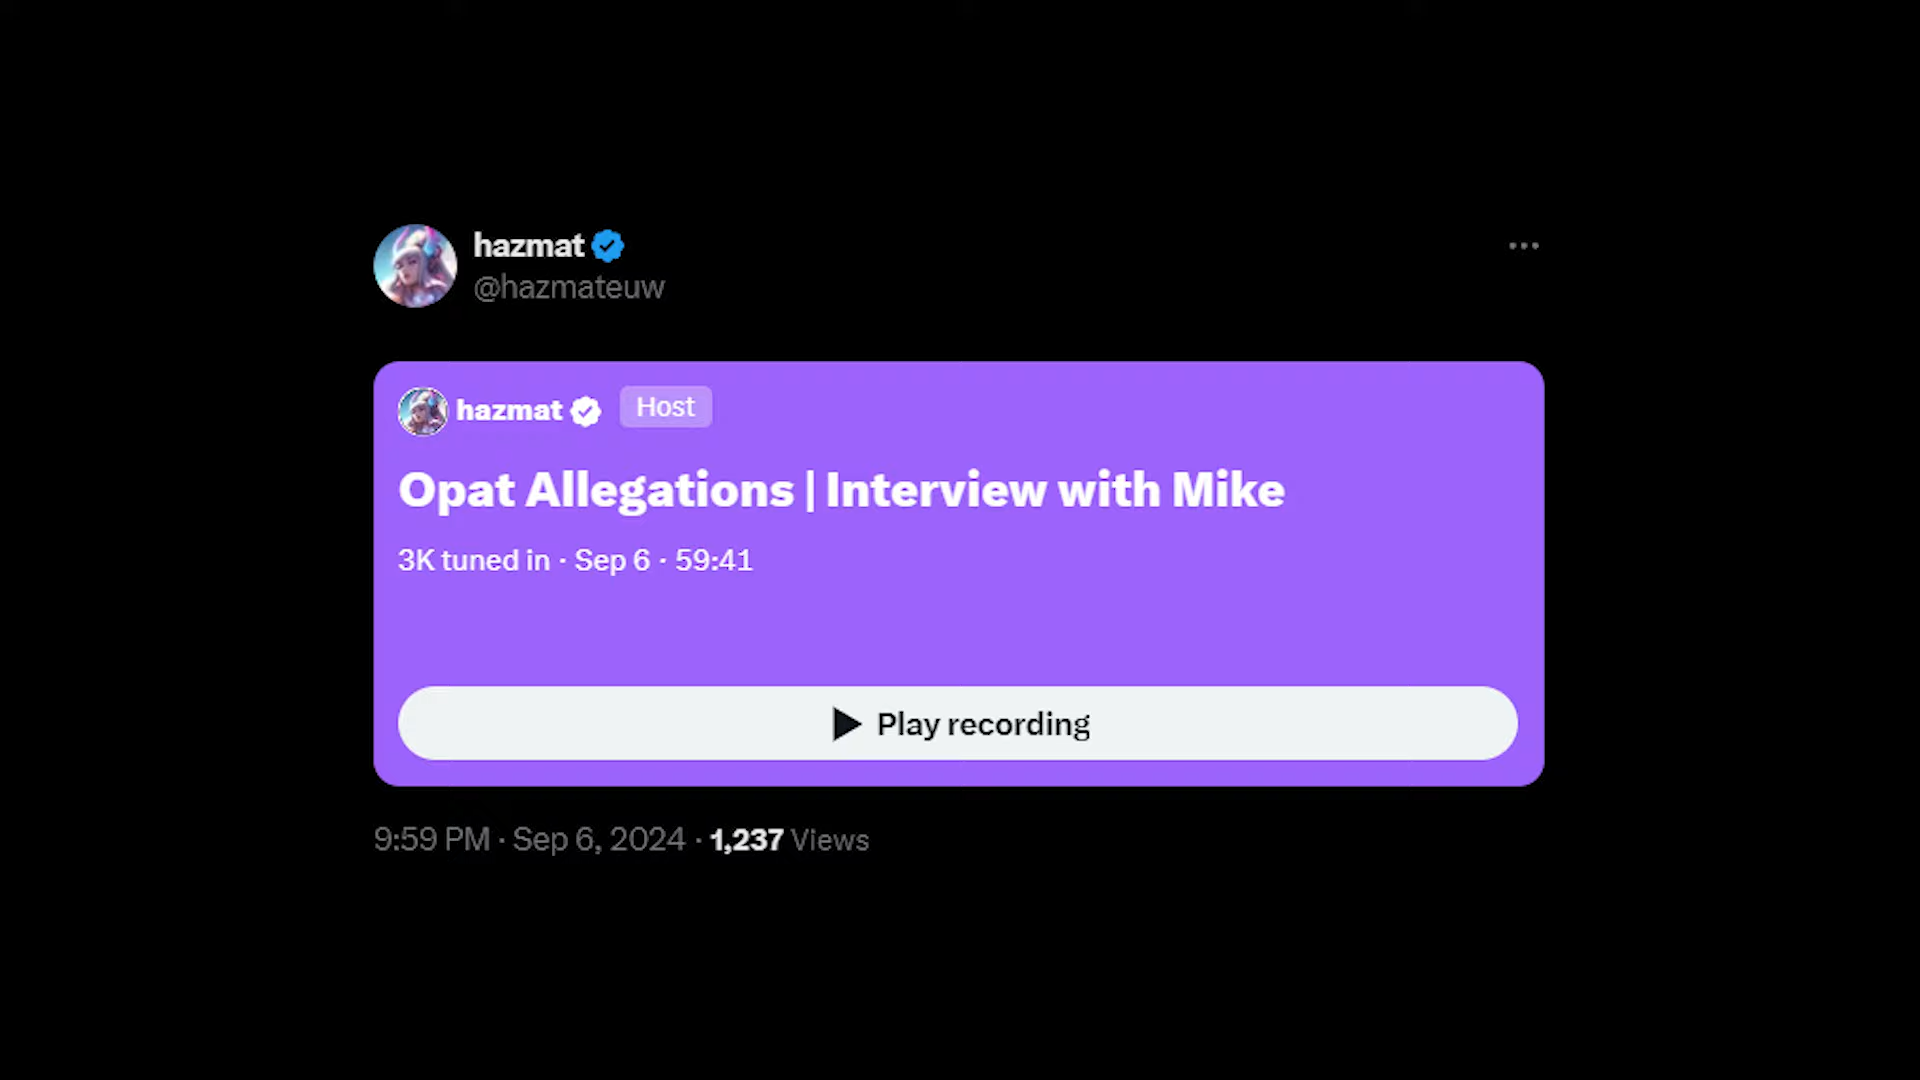 hazmat
@hazmateuw
hazmat Host
Opat Allegations | Interview with Mike
3K tuned in · Sep 6 · 59:41
Play recording
9:59 PM · Sep 6, 2024 · 1,237 Views